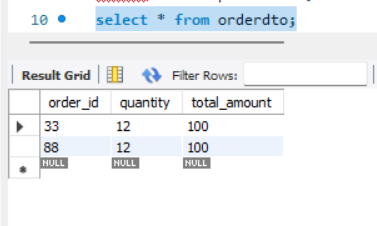 10 select * from orderdto;
Result Grid Filter Rows:
order_id quantity total_amount
33 12 100
88 12 100
NULL NULL NULL